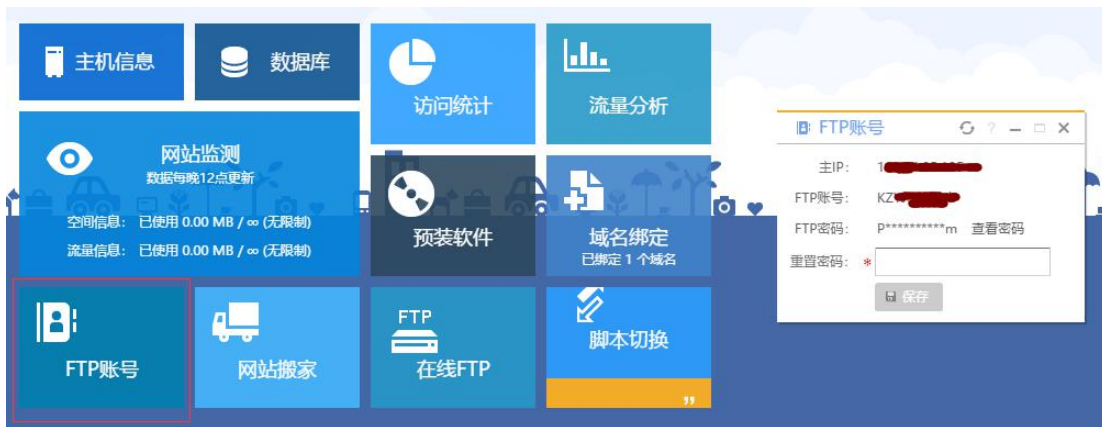 主机信息
数据库
访问统计
流量分析
网站监测
数据每晚12点更新
空间信息: 已使用 0.00 MB / ∞ (无限制)
流量信息: 已使用 0.00 MB / ∞ (无限制)
预装软件
域名绑定
已绑定 1 个域名
FTP账号
网站搬家
FTP
在线FTP
脚本切换
FTP账号
主IP: 1
FTP账号: KZ
FTP密码: P**********m 查看密码
重置密码: *
保存